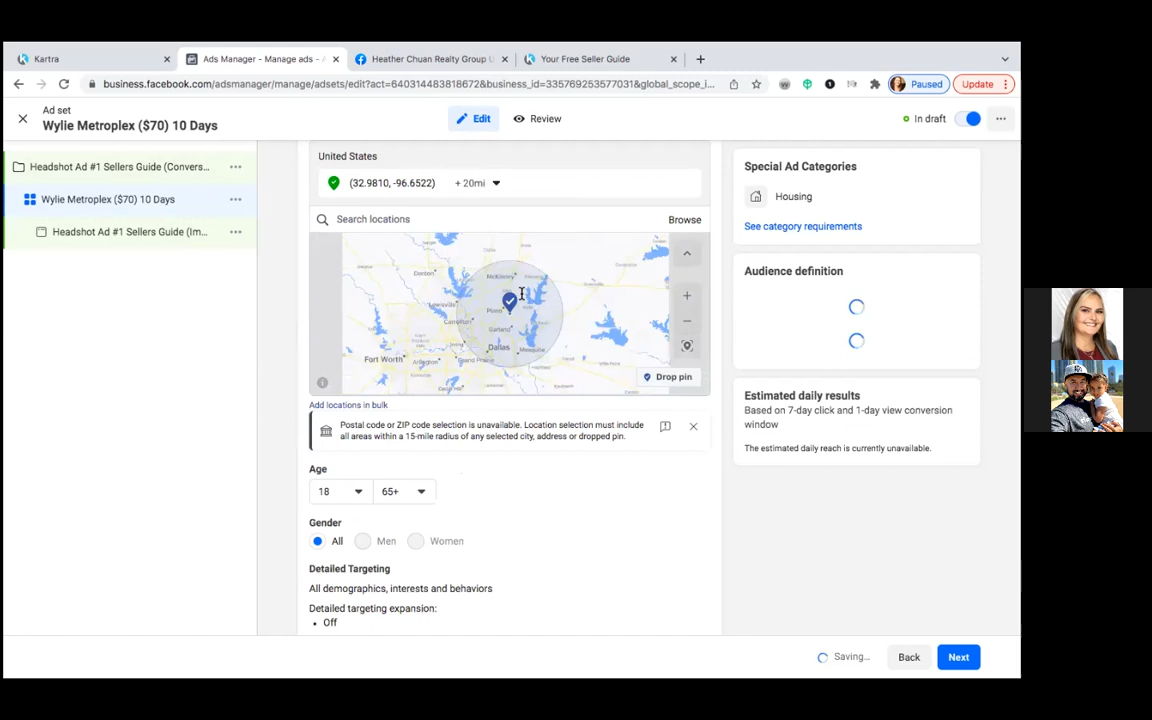 Kartra
Ads Manager - Manage ads -
Heather Chuan Realty Group
Your Free Seller Guide
business.facebook.com/adsmanager/manage/adsets/edit?act=640314483818672&business_id=335769253577031&global_scope_i...
Paused
Update
Ad set
Wylie Metroplex ($70) 10 Days
Edit
Review
In draft
Headshot Ad #1 Sellers Guide (Convers...
Wylie Metroplex ($70) 10 Days
Headshot Ad #1 Sellers Guide (Im...
United States
(32.9810, -96.6522) + 20mi
Search locations
Browse
Denton
McKinney
Lewisville
Plano
Carrollton
Garland
Dallas
Mesquite
Fort Worth
Arlington
Grand Prairie
Drop pin
Add locations in bulk
Postal code or ZIP code selection is unavailable. Location selection must include
all areas within a 15-mile radius of any selected city, address or dropped pin.
Age
18 65+
Gender
All Men Women
Detailed Targeting
All demographics, interests and behaviors
Detailed targeting expansion:
• Off
Special Ad Categories
Housing
See category requirements
Audience definition
Estimated daily results
Based on 7-day click and 1-day view conversion
window
The estimated daily reach is currently unavailable.
Saving...
Back
Next